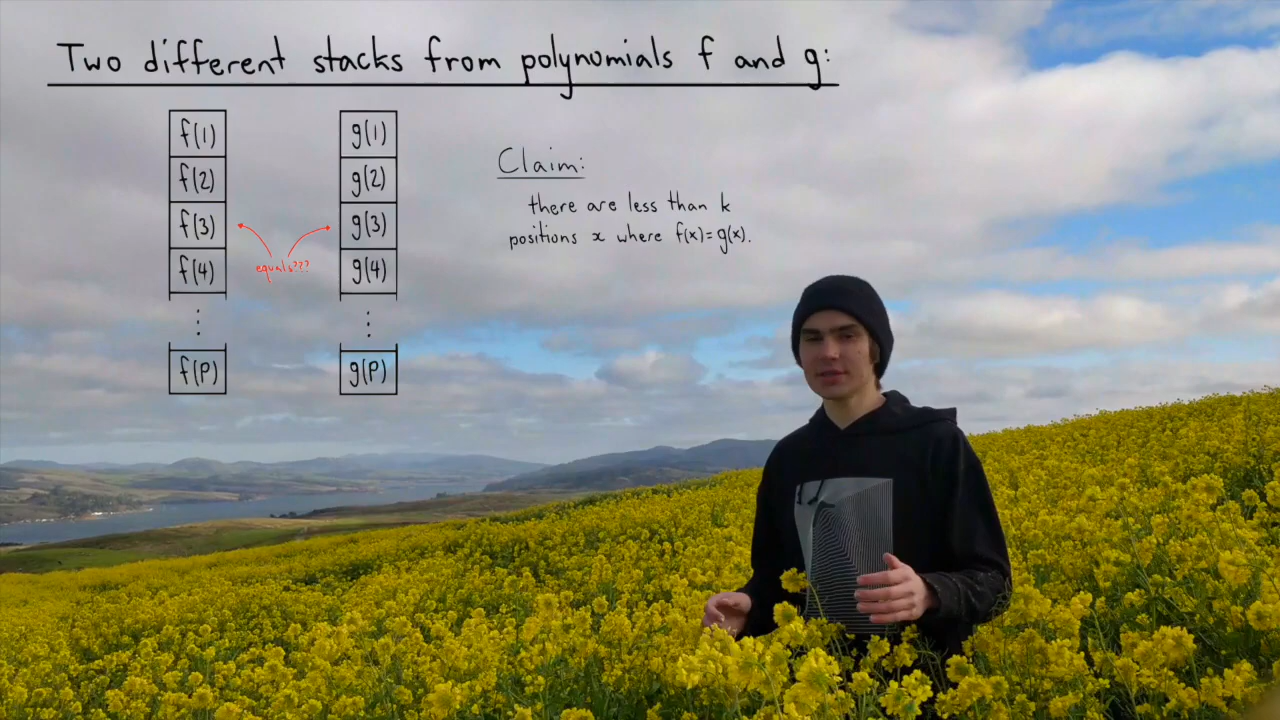 Two different stacks from polynomials f and g:
f(1)
f(2)
f(3)
f(4)
⋮
f(p)
g(1)
g(2)
g(3)
g(4)
⋮
g(p)
equals???
Claim:
there are less than k
positions x where f(x)=g(x).